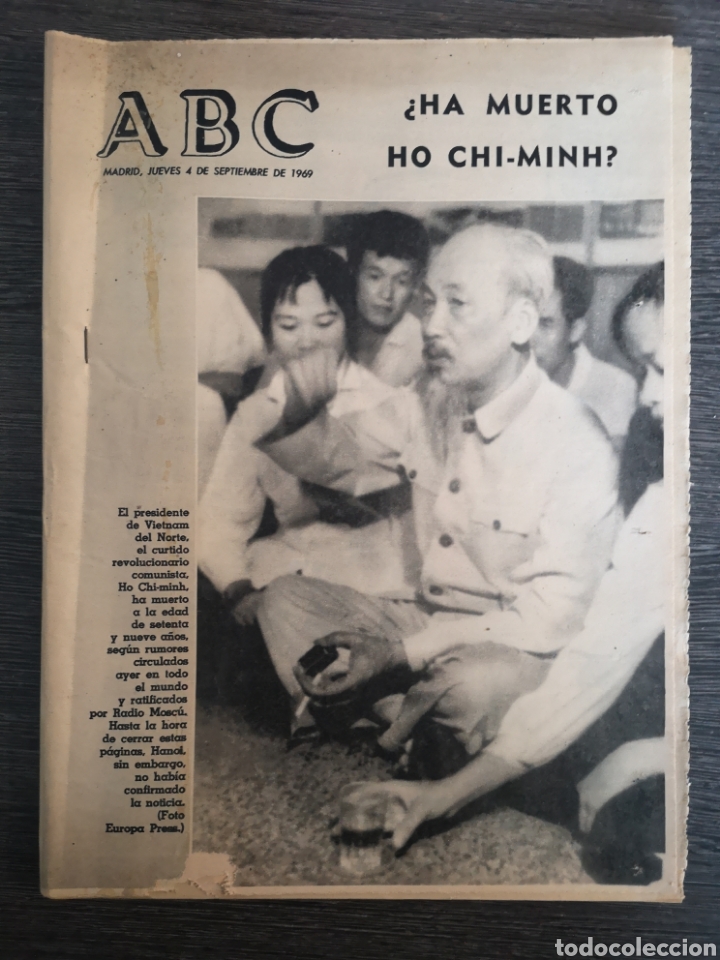 ABC
MADRID, JUEVES 4 DE SEPTIEMBRE DE 1969
¿HA MUERTO
HO CHI-MINH?
El presidente
de Vietnam
del Norte,
el curtido
revolucionario
comunista,
Ho Chi-minh,
ha muerto
a la edad
de setenta
y nueve años,
según rumores
circulados
ayer en todo
el mundo
y ratificados
por Radio Moscú.
Hasta la hora
de cerrar estas
páginas, Hanoi,
sin embargo,
no había
confirmado
la noticia.
(Foto
Europa Press.)
todocoleccion